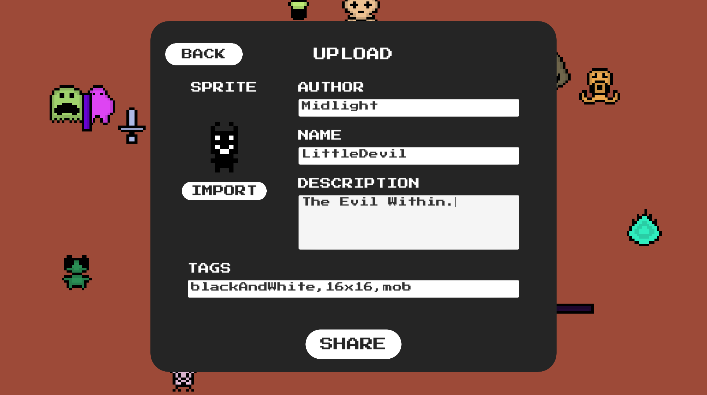 BACK
UPLOAD
SPRITE
AUTHOR
Midlight
NAME
LittleDevil
IMPORT
DESCRIPTION
The Evil Within.
TAGS
blackAndWhite,16x16,mob
SHARE